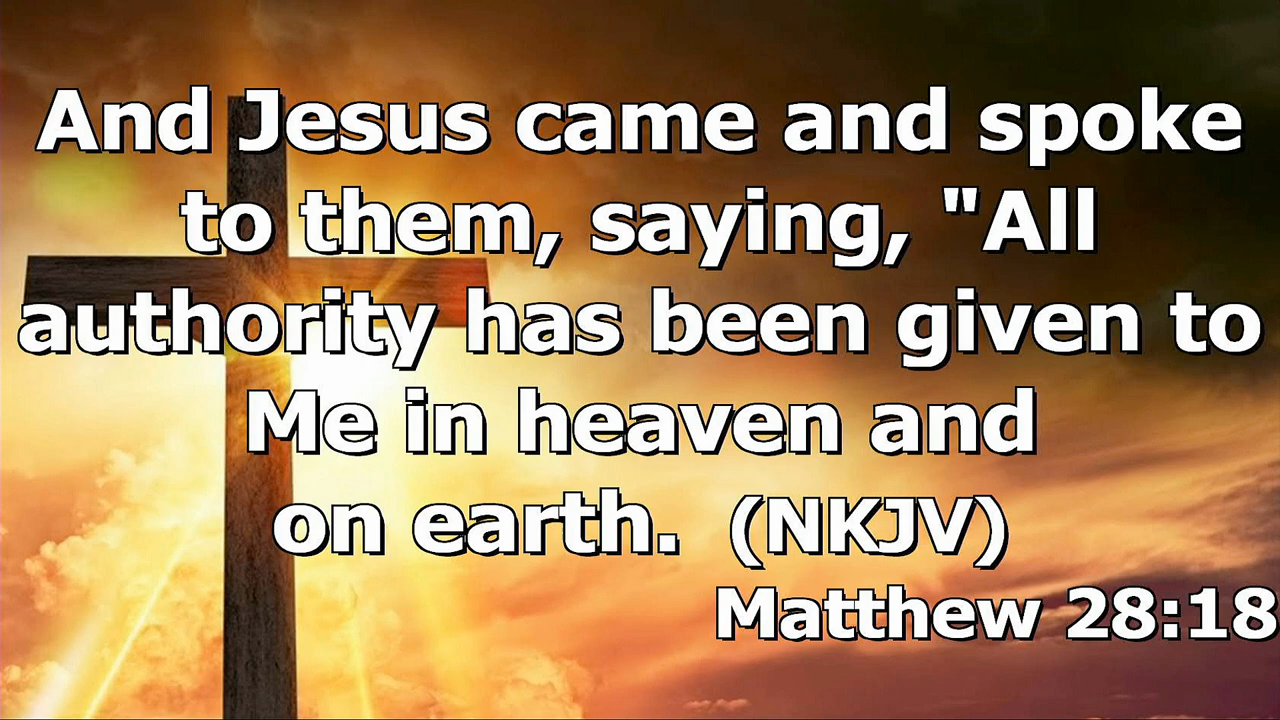 And Jesus came and spoke
to them, saying, "All
authority has been given to
Me in heaven and
on earth. (NKJV)
Matthew 28:18